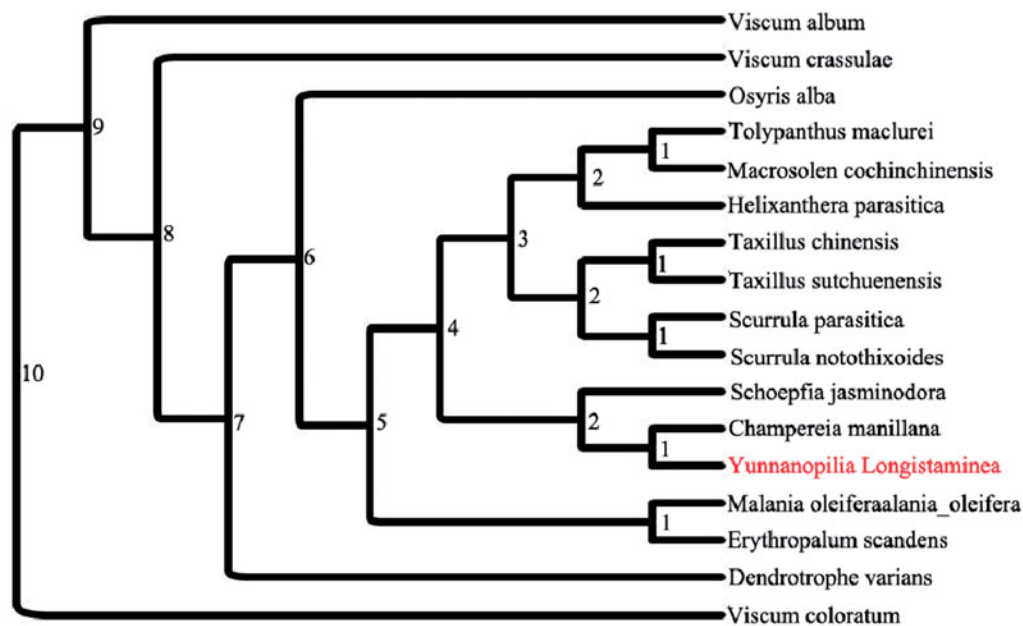 Viscum album
Viscum crassulae
Osyris alba
Tolypanthus maclurei
Macrosolen cochinchinensis
Helixanthera parasitica
Taxillus chinensis
Taxillus sutchuenensis
Scurrula parasitica
Scurrula notothixoides
Schoepfia jasminodora
Champereia manillana
Yunnanopilia Longistaminea
Malania oleiferaalania_oleifera
Erythropalum scandens
Dendrotrophe varians
Viscum coloratum
10
9
8
7
6
5
4
3
2
1
2
1
1
2
1
1